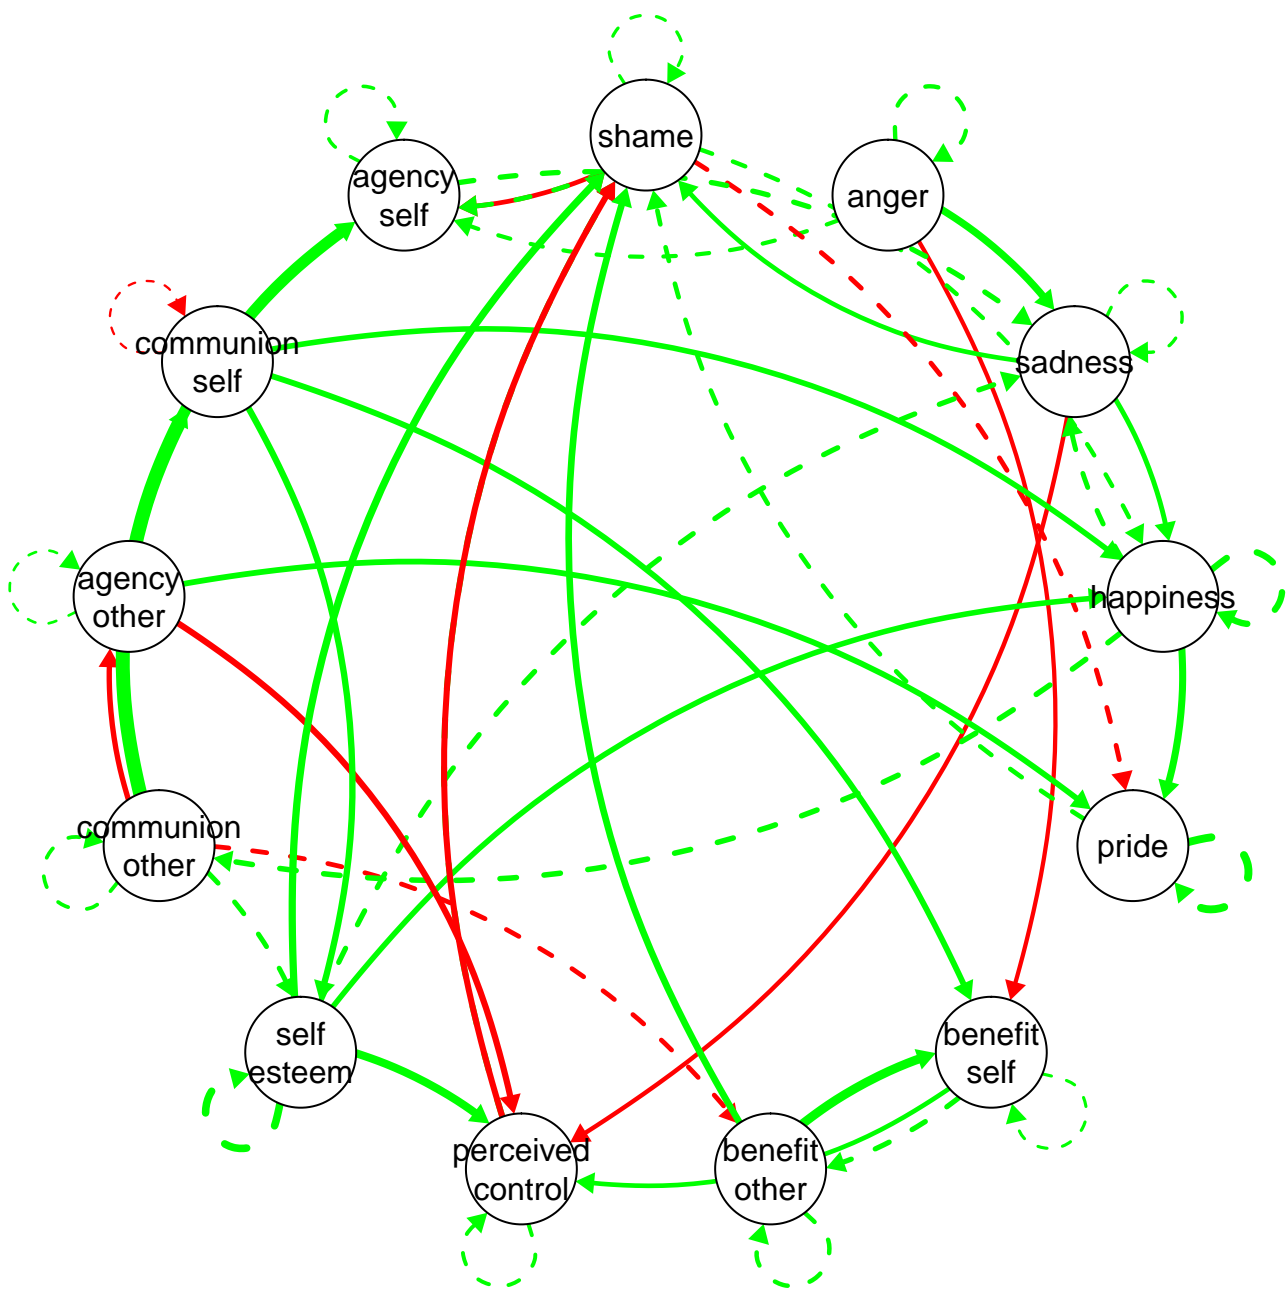 shame
anger
agency
self
sadness
communion
self
happiness
agency
other
pride
communion
other
self
esteem
benefit
self
perceived
control
benefit
other